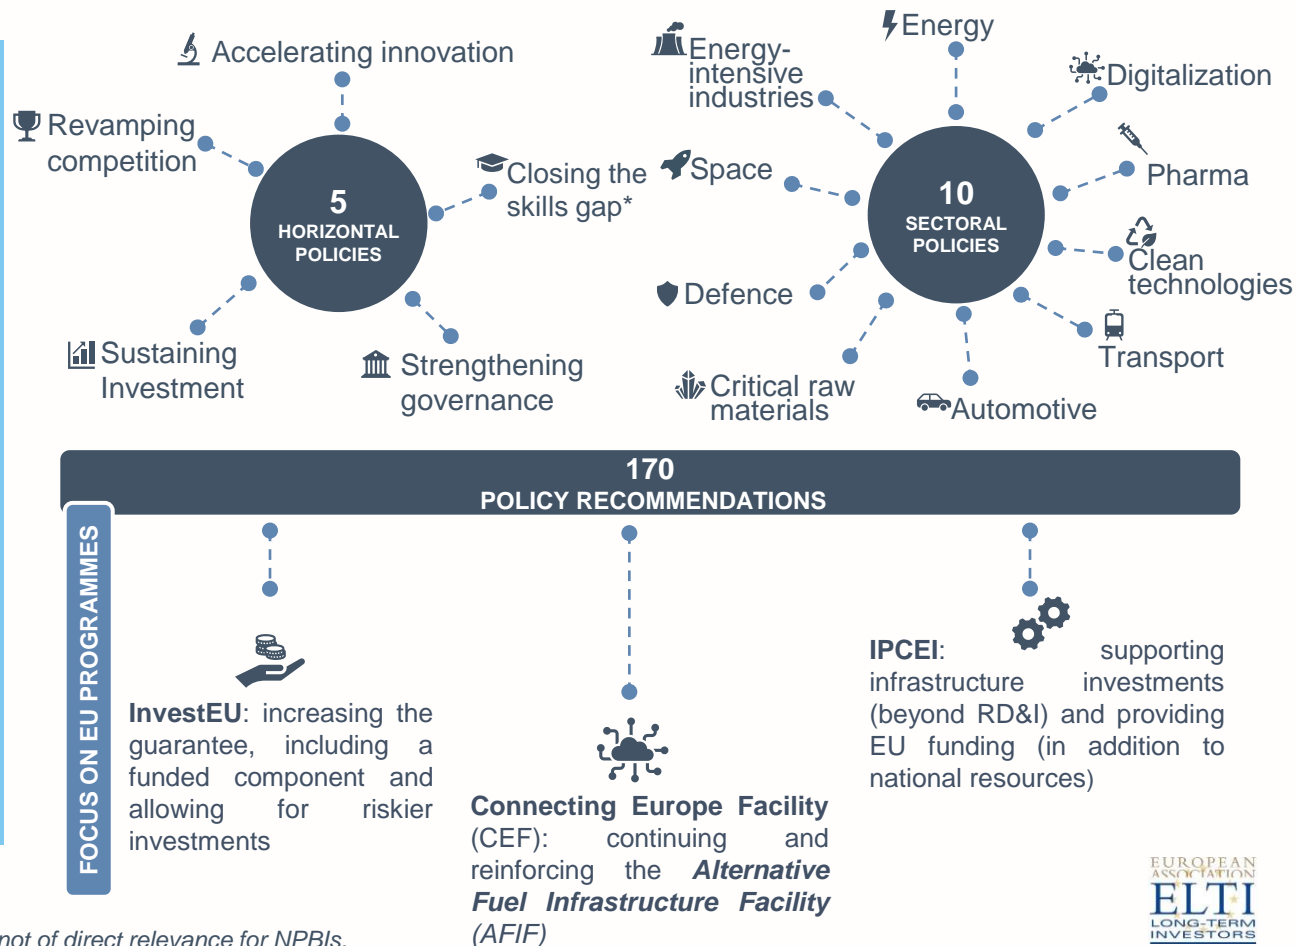 Accelerating innovation
Revamping
competition
5
HORIZONTAL
POLICIES
Closing the
skills gap*
Sustaining
Investment
Strengthening
governance
Energy
Energy-
intensive
industries
Digitalization
Space
10
SECTORAL
POLICIES
Pharma
Clean
technologies
Defence
Transport
Critical raw
materials
Automotive
170
POLICY RECOMMENDATIONS
FOCUS ON EU PROGRAMMES
InvestEU: increasing the
guarantee, including a
funded component and
allowing for riskier
investments
Connecting Europe Facility
(CEF): continuing and
reinforcing the Alternative
Fuel Infrastructure Facility
(AFIF)
IPCEI: supporting
infrastructure investments
(beyond RD&I) and providing
EU funding (in addition to
national resources)
not of direct relevance for NPBIs.
EUROPEAN
ASSOCIATION
ELTI
LONG-TERM
INVESTORS